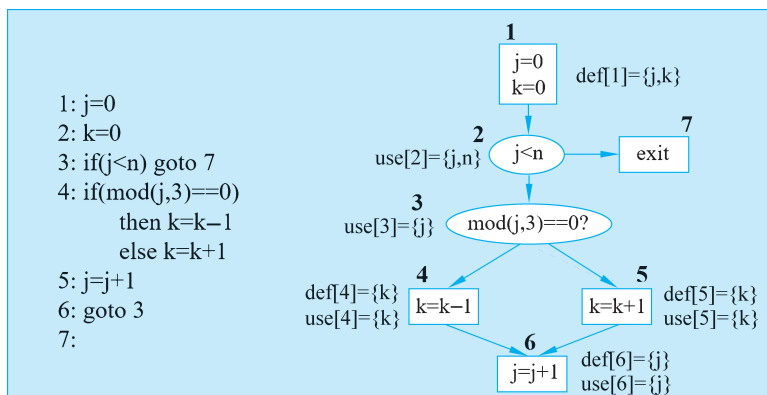 1: j=0
2: k=0
3: if(j<n) goto 7
4: if(mod(j,3)==0)
then k=k−1
else k=k+1
5: j=j+1
6: goto 3
7:
1
j=0
k=0
def[1]={j,k}
2
use[2]={j,n}
j<n
7
exit
3
use[3]={j}
mod(j,3)==0?
4
def[4]={k}
use[4]={k}
k=k−1
5
k=k+1
def[5]={k}
use[5]={k}
6
j=j+1
def[6]={j}
use[6]={j}